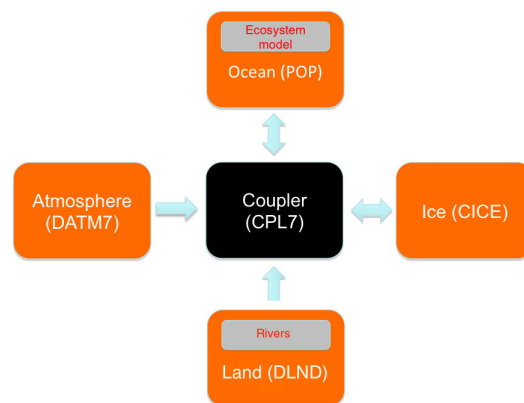 Ecosystem
model
Ocean (POP)
Atmosphere
(DATM7)
Coupler
(CPL7)
Ice (CICE)
Rivers
Land (DLND)